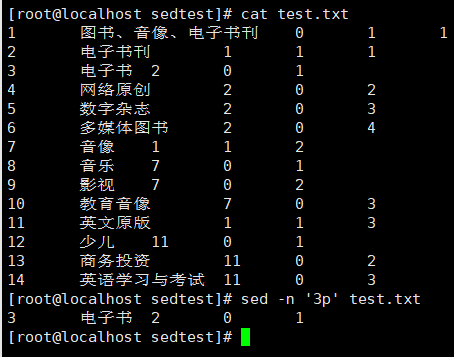 [root@localhost sedtest]# cat test.txt
1 图书、音像、电子书刊 0 1 1
2 电子书刊 1 1 1
3 电子书 2 0 1
4 网络原创 2 0 2
5 数字杂志 2 0 3
6 多媒体图书 2 0 4
7 音像 1 1 2
8 音乐 7 0 1
9 影视 7 0 2
10 教育音像 7 0 3
11 英文原版 1 1 3
12 少儿 11 0 1
13 商务投资 11 0 2
14 英语学习与考试 11 0 3
[root@localhost sedtest]# sed -n '3p' test.txt
3 电子书 2 0 1
[root@localhost sedtest]#